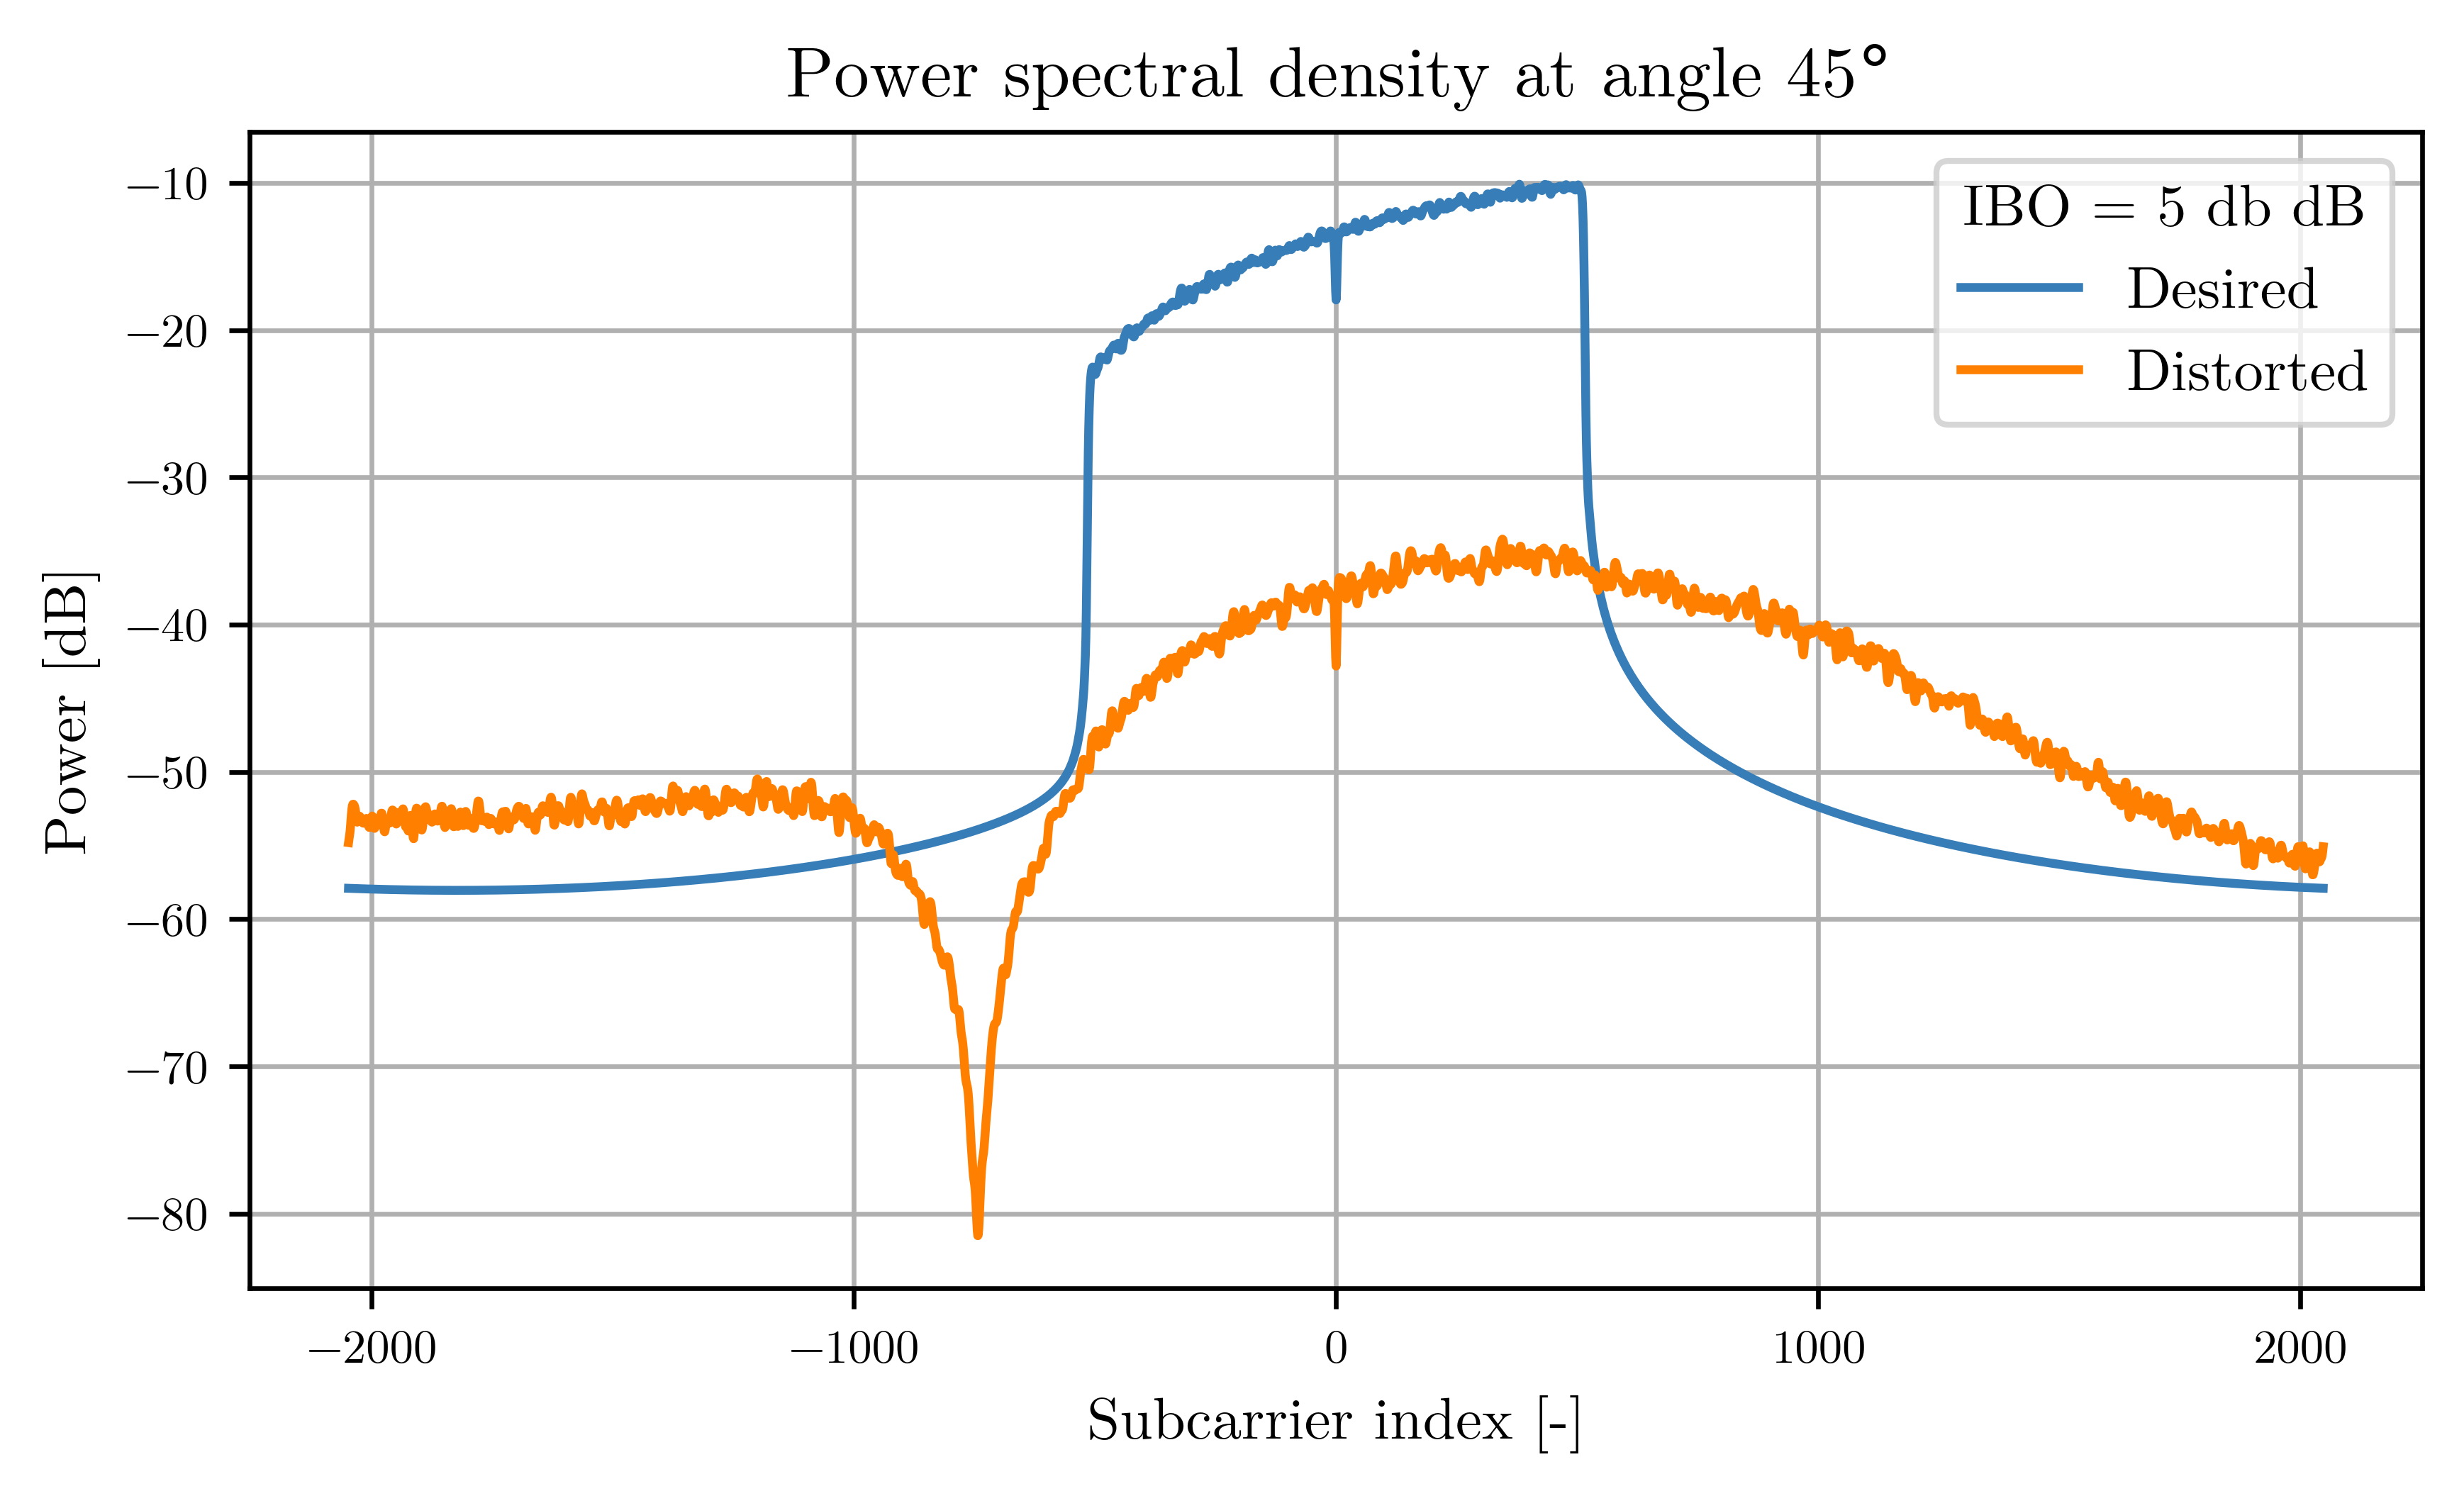 Power spectral density at angle 45°
Power [dB]
−10
−20
−30
−40
−50
−60
−70
−80
IBO = 5 db dB
Desired
Distorted
−2000 −1000 0 1000 2000
Subcarrier index [-]